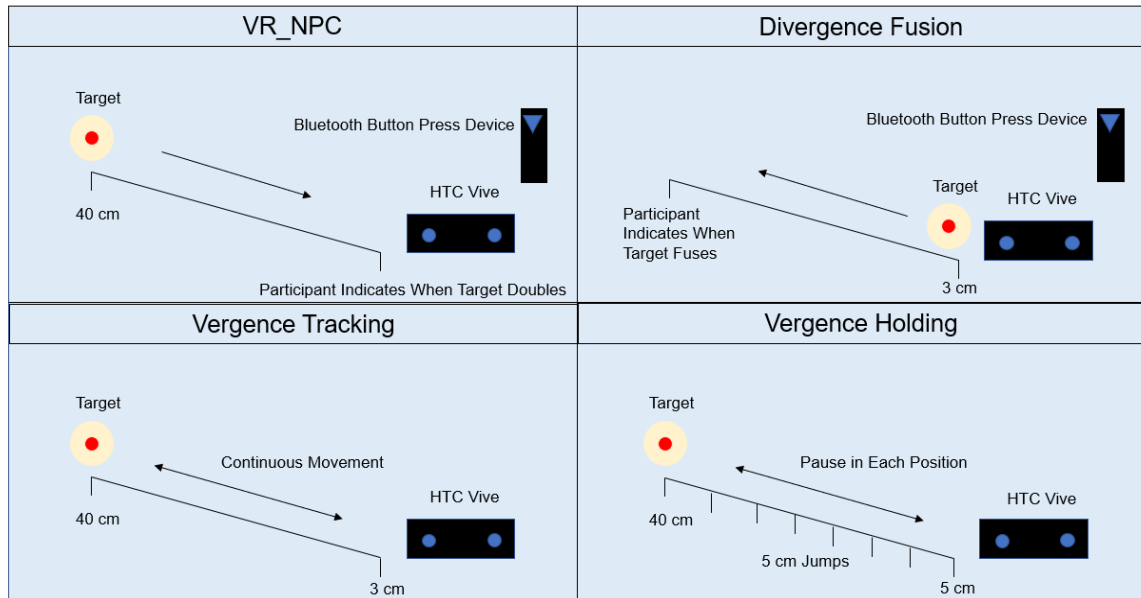 VR_NPC
Target
Bluetooth Button Press Device
HTC Vive
40 cm
Participant Indicates When Target Doubles
Divergence Fusion
Bluetooth Button Press Device
Target
HTC Vive
Participant
Indicates When
Target Fuses
3 cm
Vergence Tracking
Target
Continuous Movement
HTC Vive
40 cm
3 cm
Vergence Holding
Target
Pause in Each Position
HTC Vive
40 cm
5 cm Jumps
5 cm